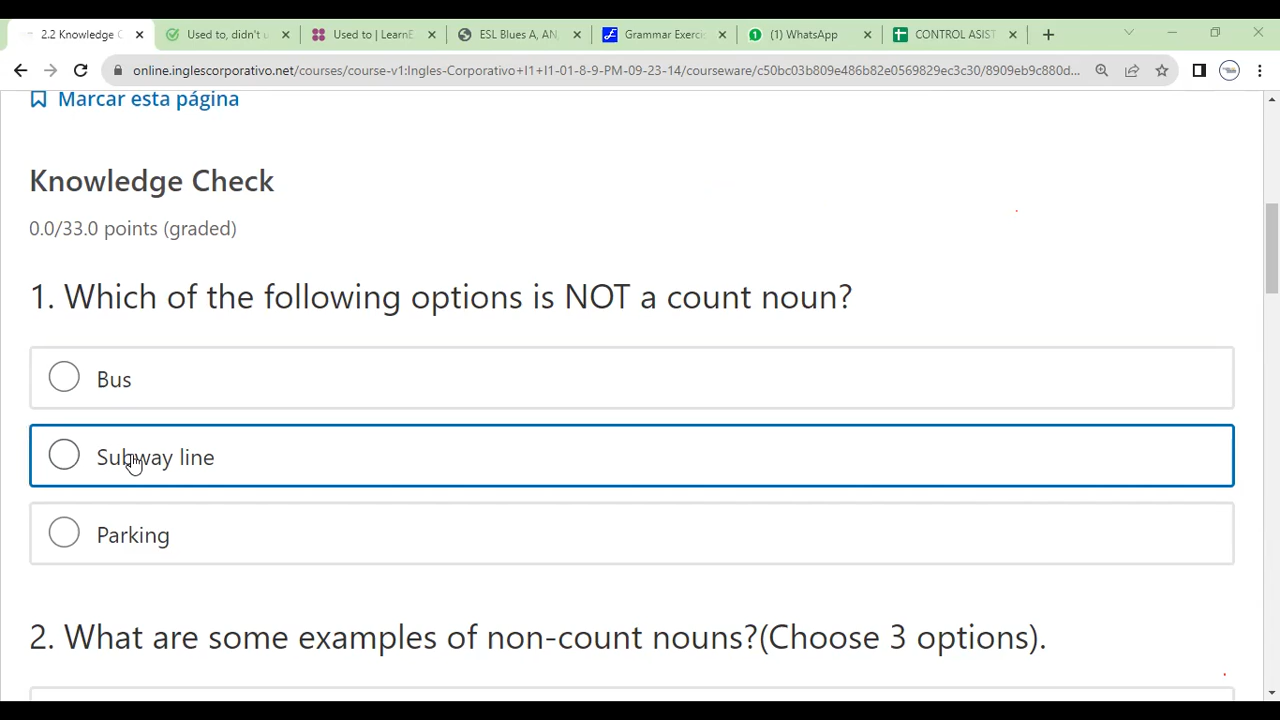 2.2 Knowledge C
Used to, didn't u
Used to | LearnE
ESL Blues A, AN
Grammar Exerci
(1) WhatsApp
CONTROL ASIST
online.inglescorporativo.net/courses/course-v1:Ingles-Corporativo+I1+I1-01-8-9-PM-09-23-14/courseware/c50bc03b809e486b82e0569829ec3c30/8909eb9c880d...
Marcar esta página
Knowledge Check
0.0/33.0 points (graded)
1. Which of the following options is NOT a count noun?
Bus
Subway line
Parking
2. What are some examples of non-count nouns?(Choose 3 options).